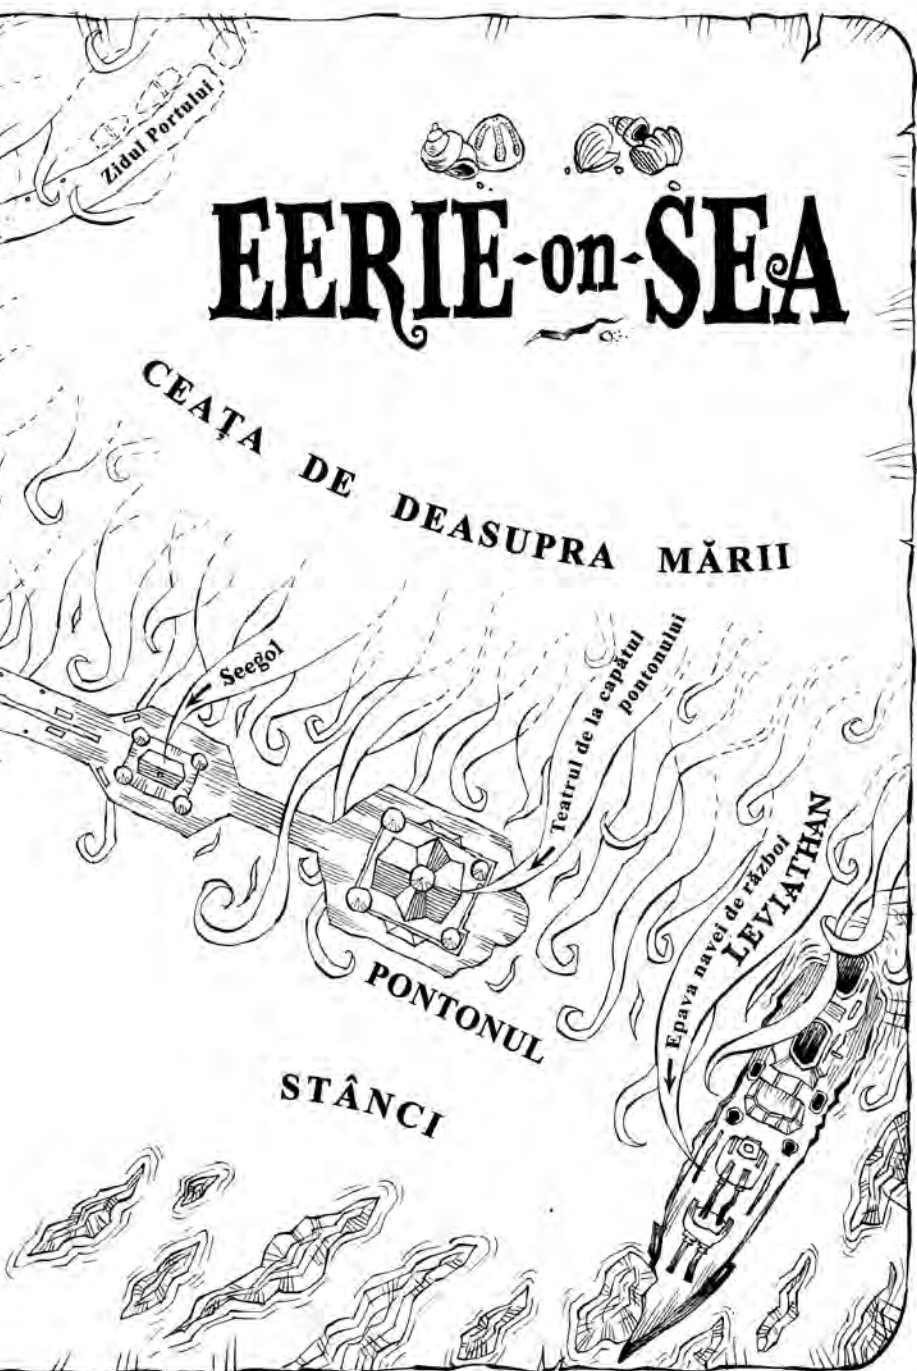 Zidul Portului
EERIE-on-SEA
CEAȚA DE DEASUPRA MĂRII
Seegol
Teatrul de la capătul
pontonului
Epava navei de război
LEVIATHAN
PONTONUL
STÂNCI